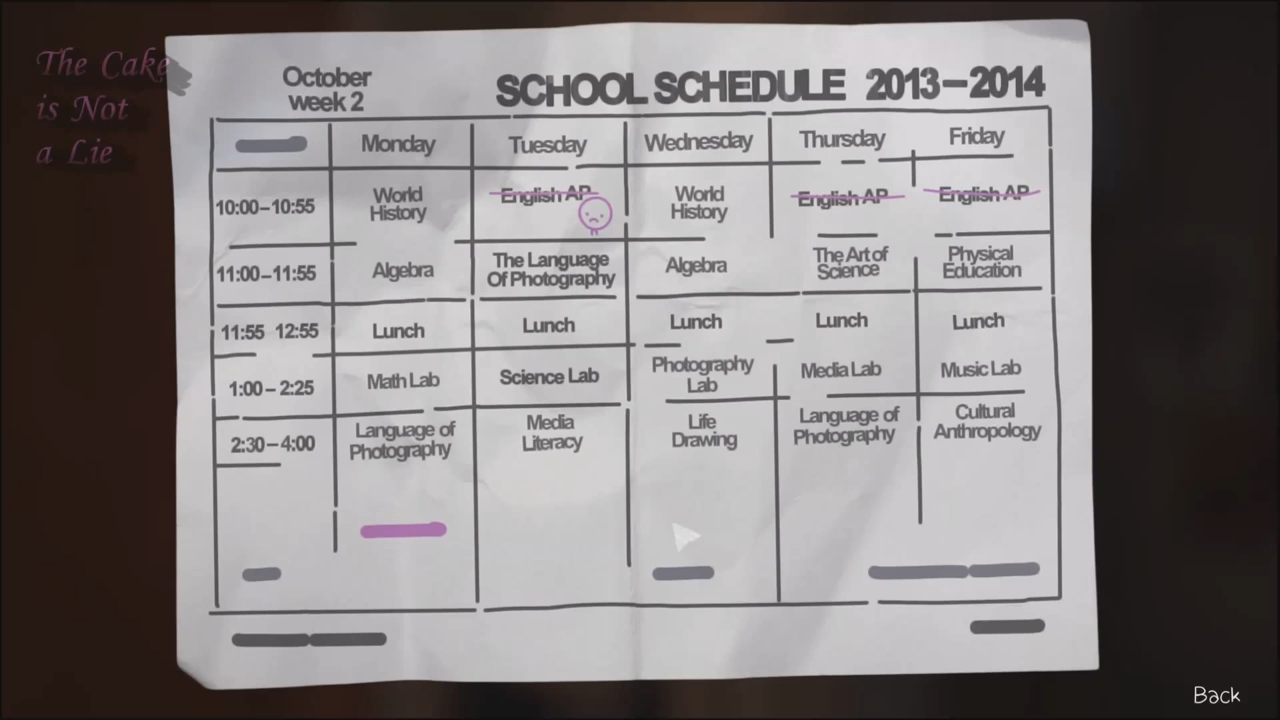 The Cake
is Not
a Lie
October
week 2
SCHOOL SCHEDULE 2013-2014
Monday
Tuesday
Wednesday
Thursday
Friday
10:00-10:55
World
History
English AP
World
History
English AP
English AP
11:00-11:55
Algebra
The Language
Of Photography
Algebra
The Art of
Science
Physical
Education
11:55 12:55
Lunch
Lunch
Lunch
Lunch
Lunch
1:00-2:25
Math Lab
Science Lab
Photography
Lab
Media Lab
Music Lab
2:30-4:00
Language of
Photography
Media
Literacy
Life
Drawing
Language of
Photography
Cultural
Anthropology
Back